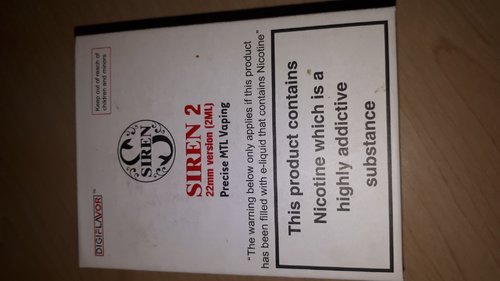 DIGIFLAVOR™
Keep out of reach of
children and minors
SIREN
SIREN 2
22mm version (2ML)
Precise MTL Vaping
"The warning below only applies if this product
has been filled with e-liquid that contains Nicotine"
This product contains
Nicotine which is a
highly addictive
substance